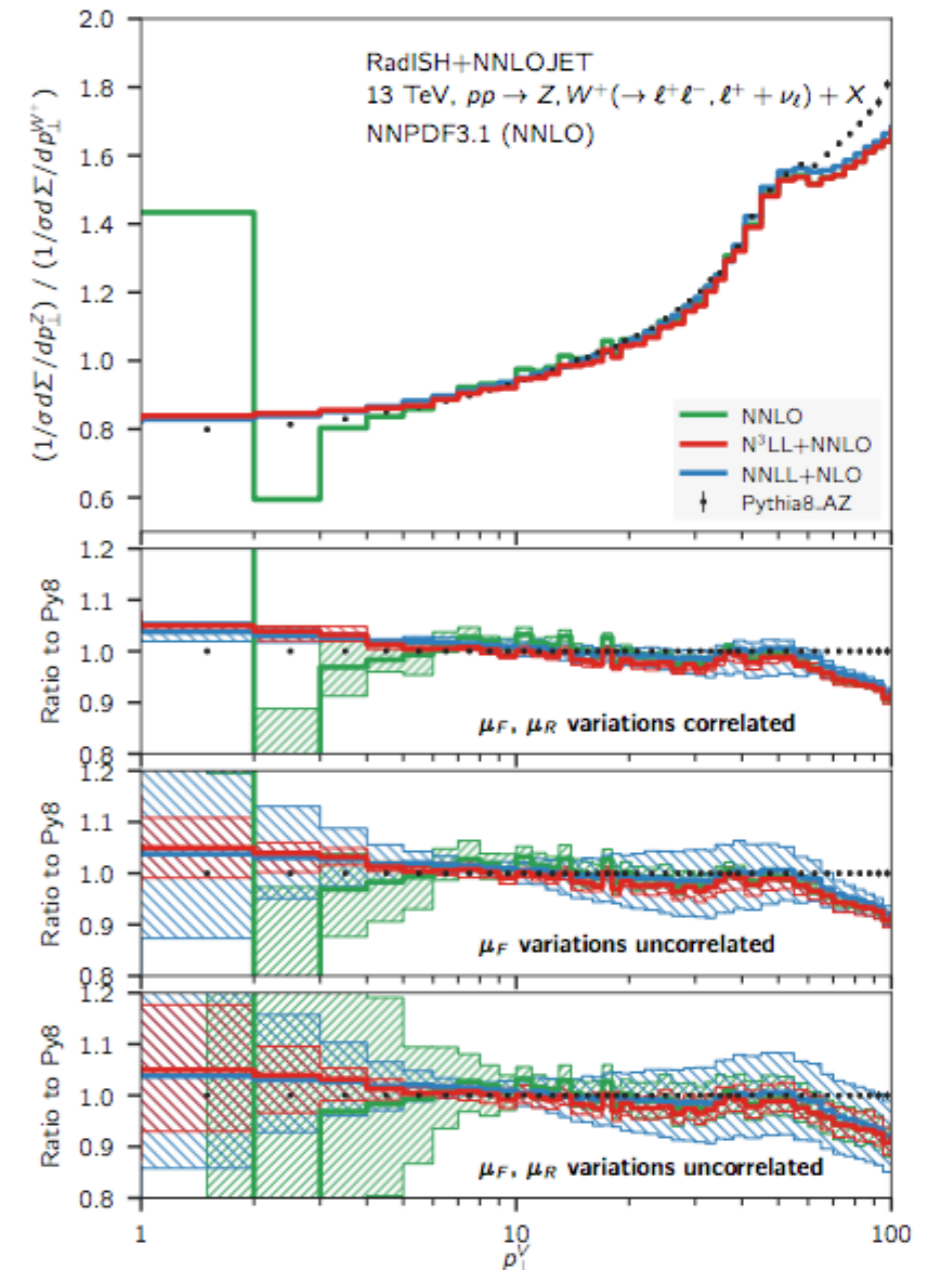 2.0
1.8
1.6
1.4
1.2
1.0
0.8
0.6
(1/σdΣ/dp⊥^Z) / (1/σdΣ/dp⊥^W⁺)
RadISH+NNLOJET
13 TeV, pp → Z, W⁺(→ ℓ⁺ℓ⁻, ℓ⁺ + νℓ) + X
NNPDF3.1 (NNLO)
NNLO
N³LL+NNLO
NNLL+NLO
Pythia8_AZ
1.2
1.1
1.0
0.9
0.8
Ratio to Py8
μF, μR variations correlated
1.2
1.1
1.0
0.9
0.8
Ratio to Py8
μF variations uncorrelated
1.2
1.1
1.0
0.9
0.8
Ratio to Py8
μF, μR variations uncorrelated
1
10
100
p⊥^V